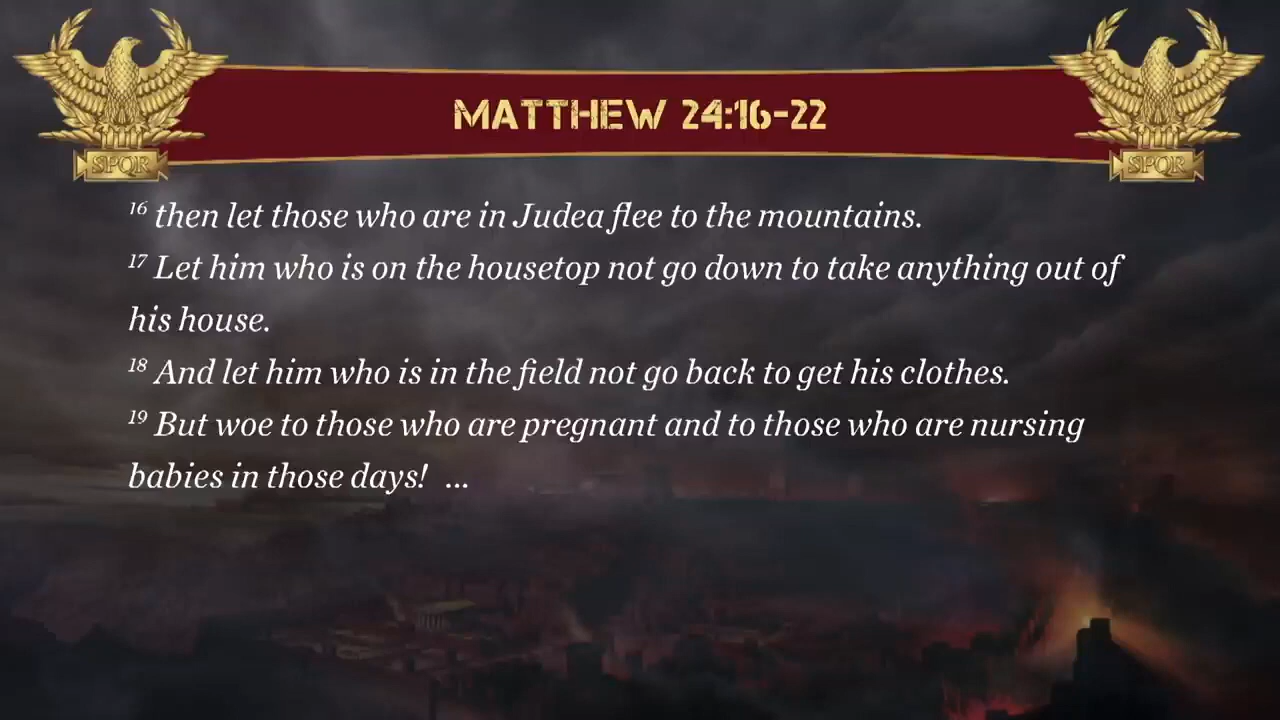 SPQR
MATTHEW 24:16-22
SPQR
16 then let those who are in Judea flee to the mountains.
17 Let him who is on the housetop not go down to take anything out of
his house.
18 And let him who is in the field not go back to get his clothes.
19 But woe to those who are pregnant and to those who are nursing
babies in those days! ...